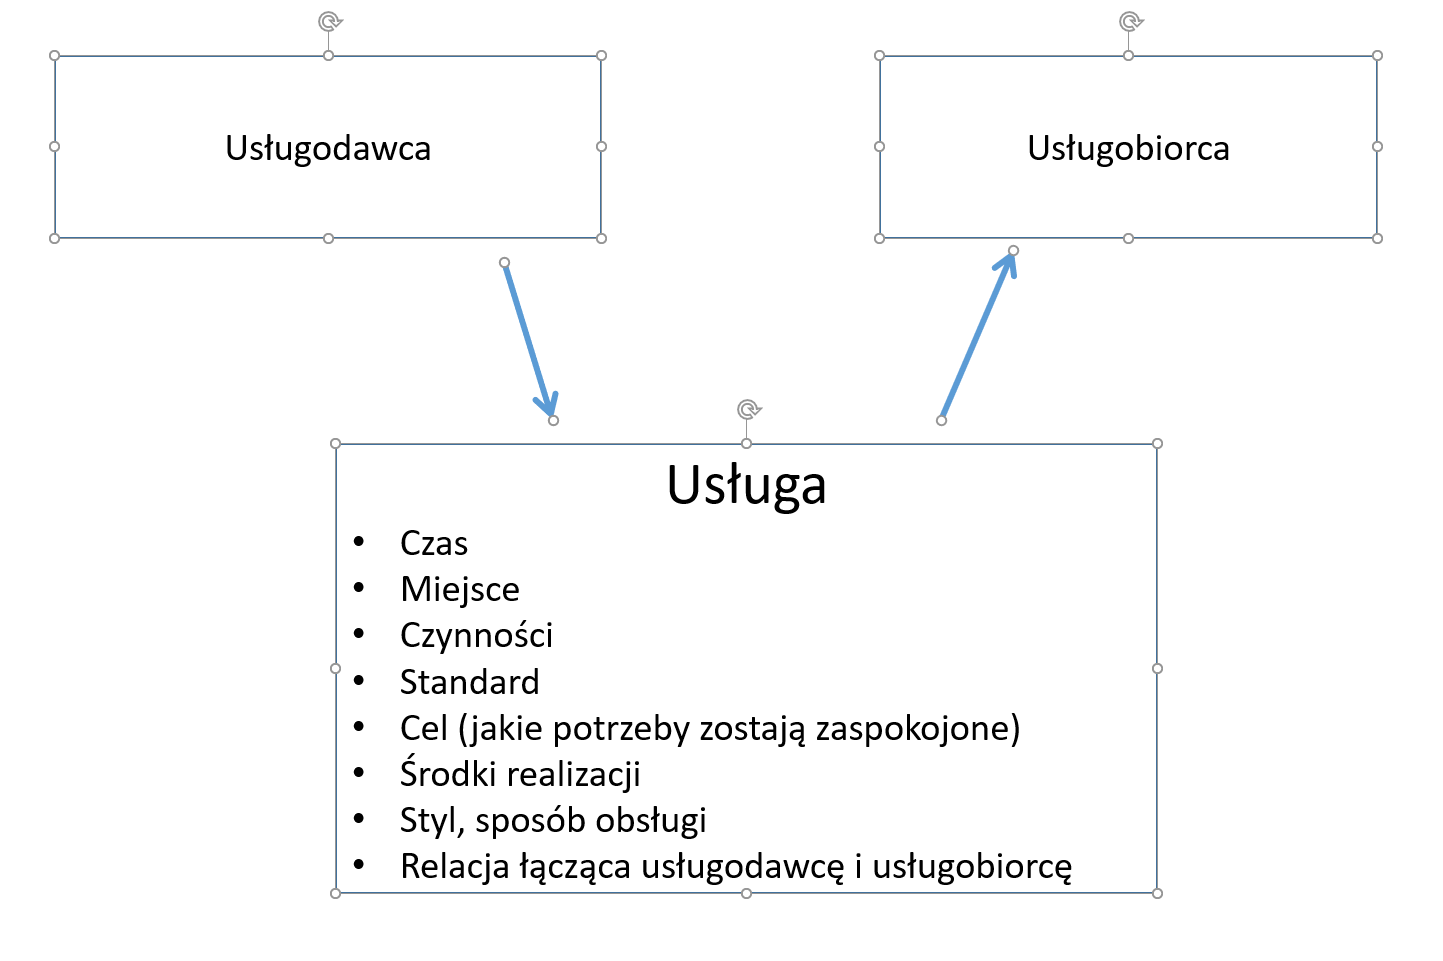 Usługodawca
Usługobiorca
Usługa
• Czas
• Miejsce
• Czynności
• Standard
• Cel (jakie potrzeby zostają zaspokojone)
• Środki realizacji
• Styl, sposób obsługi
• Relacja łącząca usługodawcę i usługobiorcę